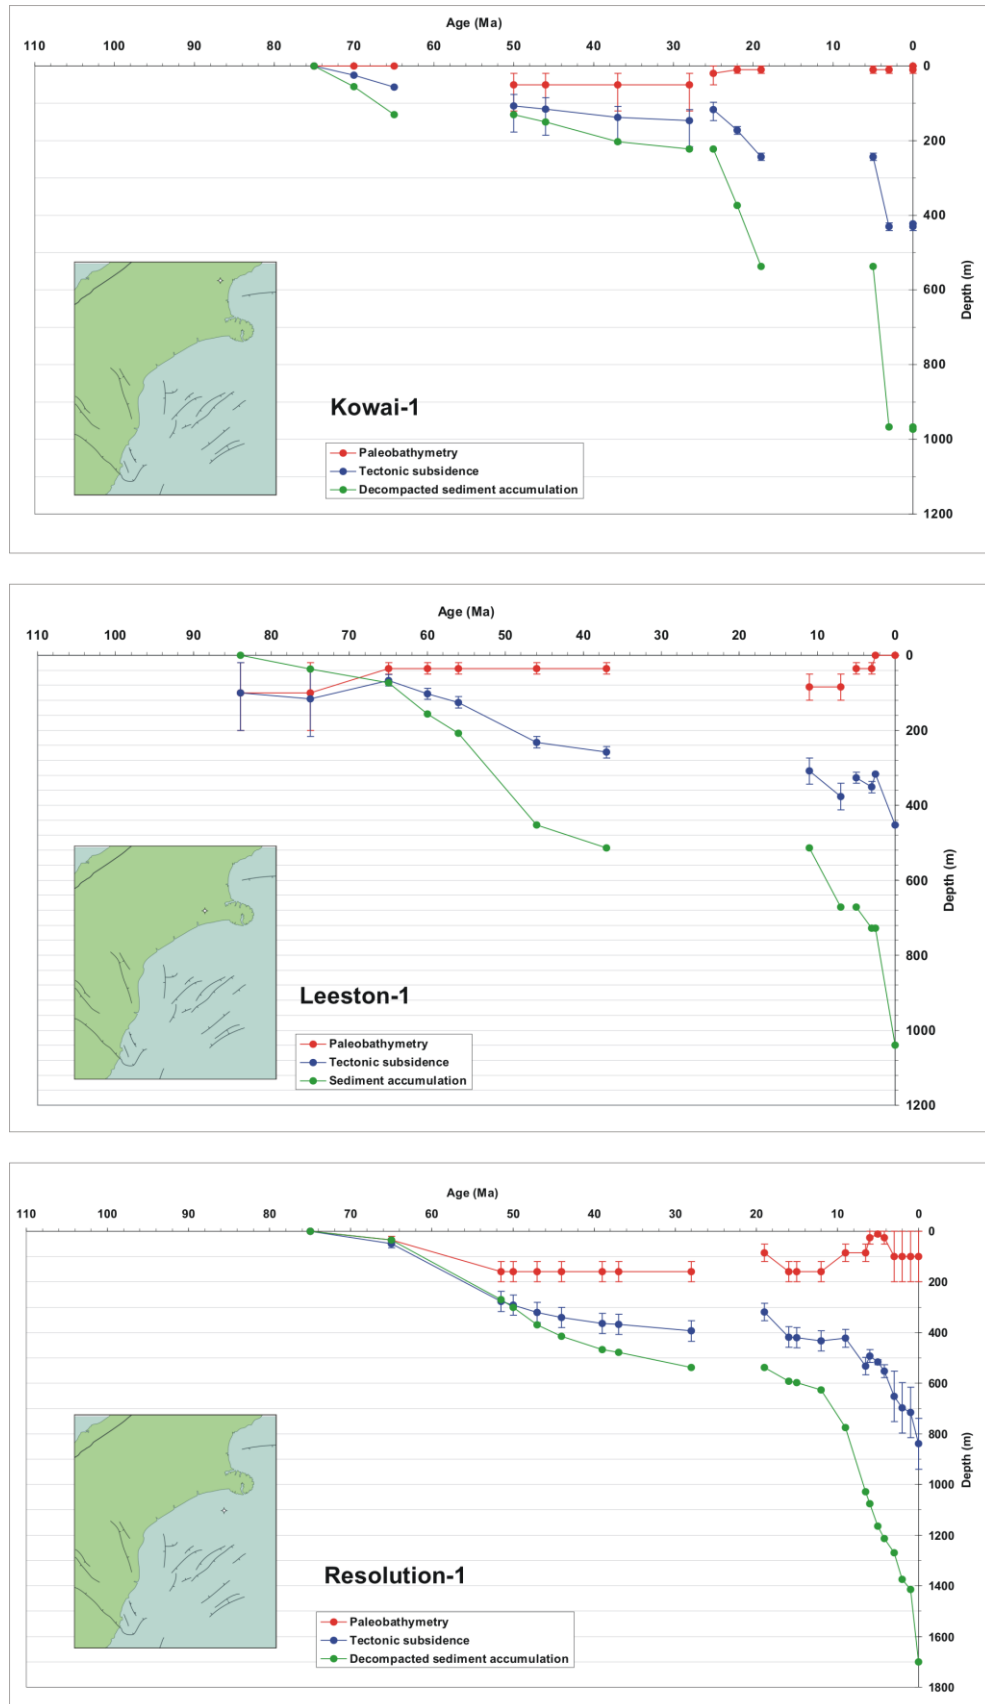 Age (Ma)
110 100 90 80 70 60 50 40 30 20 10 0
0
200
400
600
800
1000
1200
Depth (m)
Kowai-1
Paleobathymetry
Tectonic subsidence
Decompacted sediment accumulation
Age (Ma)
110 100 90 80 70 60 50 40 30 20 10 0
0
200
400
600
800
1000
1200
Depth (m)
Leeston-1
Paleobathymetry
Tectonic subsidence
Sediment accumulation
Age (Ma)
110 100 90 80 70 60 50 40 30 20 10 0
0
200
400
600
800
1000
1200
1400
1600
1800
Depth (m)
Resolution-1
Paleobathymetry
Tectonic subsidence
Decompacted sediment accumulation